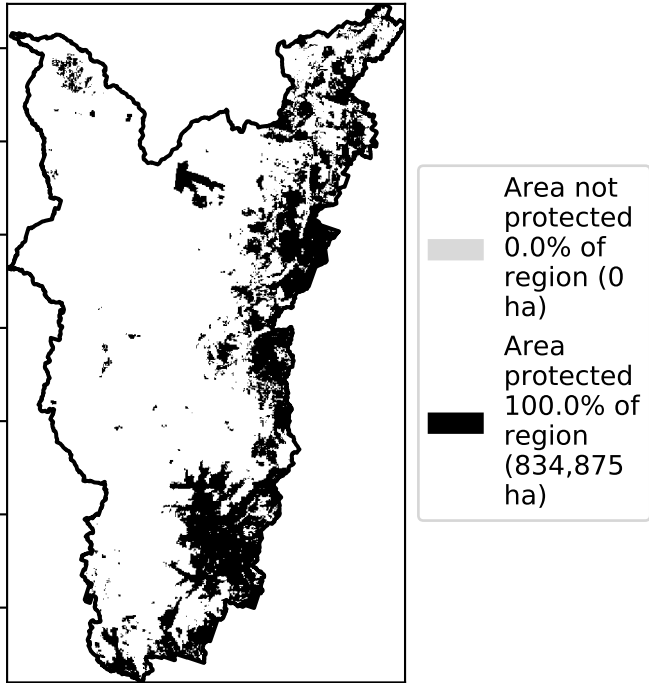 Area not
protected
0.0% of
region (0
ha)
Area
protected
100.0% of
region
(834,875
ha)